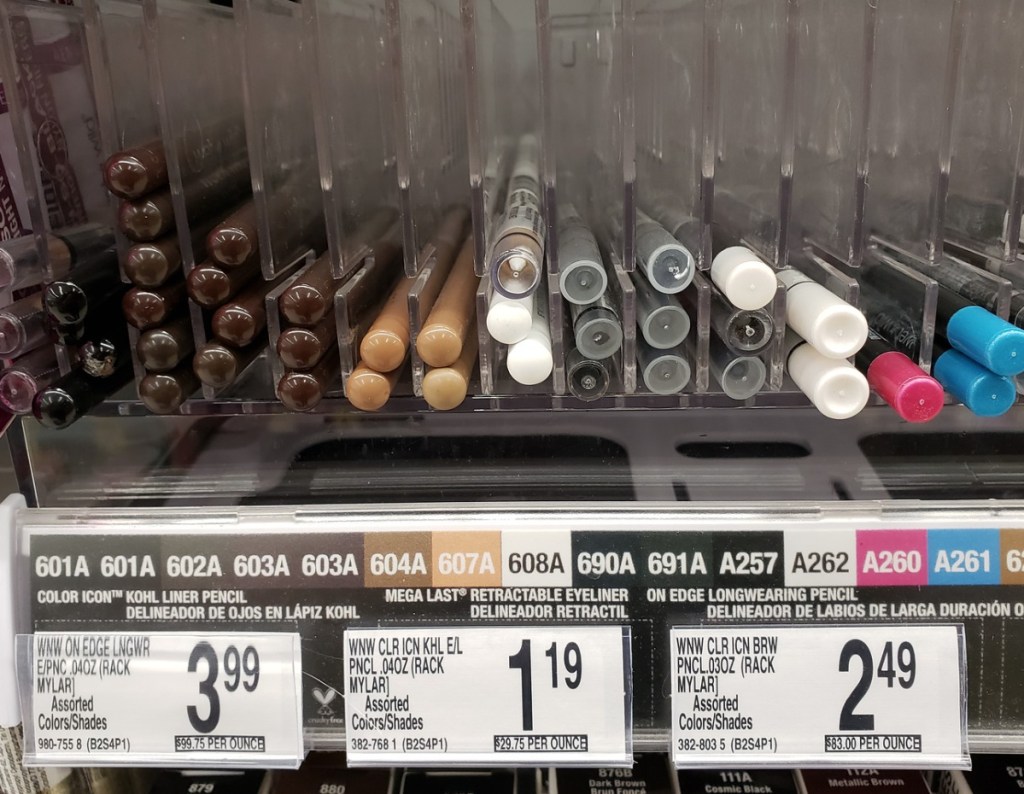 601A 601A 602A 603A 603A 604A 607A 608A 690A 691A A257 A262 A260 A261
COLOR ICON™ KOHL LINER PENCIL
DELINEADOR DE OJOS EN LÁPIZ KOHL
MEGA LAST® RETRACTABLE EYELINER
DELINEADOR RETRACTIL
ON EDGE LONGWEARING PENCIL
DELINEADOR DE LABIOS DE LARGA DURACIÓN
WNW ON EDGE LNGWR
E/PNC .04OZ (RACK
MYLAR]
Assorted
Colors/Shades
3 99
980-755 8 (B2S4P1)
$99.75 PER OUNCE
cruelty free
WNW CLR ICN KHL E/L
PNCL .04OZ (RACK
MYLAR]
Assorted
Colors/Shades
1 19
382-768 1 (B2S4P1)
$29.75 PER OUNCE
WNW CLR ICN BRW
PNCL.03OZ (RACK
MYLAR]
Assorted
Colors/Shades
2 49
382-803 5 (B2S4P1)
$83.00 PER OUNCE
879
880
876B
Dark Brown
Brun Foncé
111A
Cosmic Black
112A
Metallic Brown